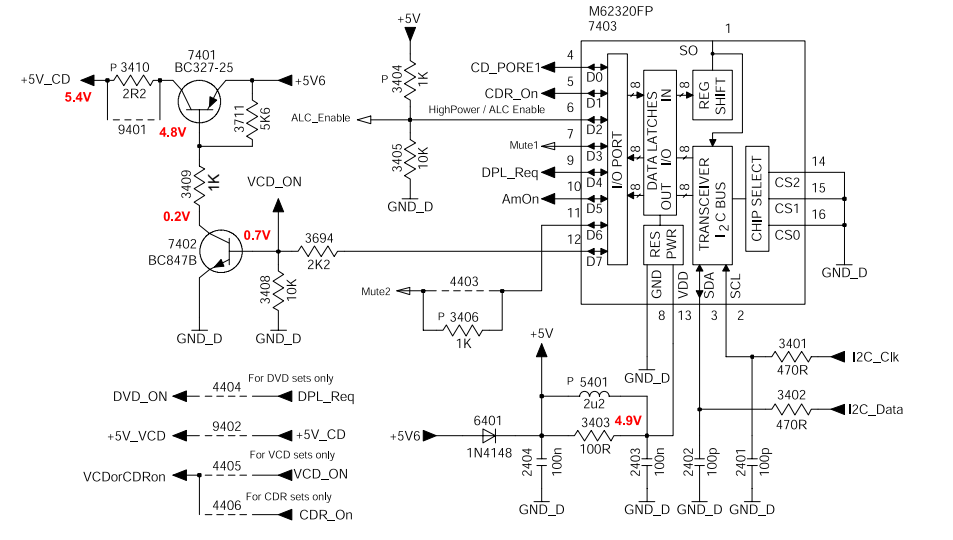 M62320FP
7403
1
SO
+5V
7401
BC327-25
+5V_CD
P 3410
2R2
5.4V
9401
+5V6
3711
5K6
4.8V
P 3404
1K
ALC_Enable
3405
10K
GND_D
4
CD_PORE1
D0
5
CDR_On
D1
HighPower / ALC Enable
6
D2
7
Mute1
D3
9
DPL_Req
D4
10
AmOn
D5
11
D6
12
D7
I/O PORT
8
8
8
8
8
8
DATA LATCHES
IN
I/O
OUT
REG
SHIFT
TRANSCEIVER
I2C BUS
CHIP SELECT
14
CS2
15
CS1
16
CS0
GND_D
RES
PWR
GND
VDD
SDA
SCL
8
13
3
2
3409
1K
VCD_ON
0.2V
7402
BC847B
0.7V
3694
2K2
3408
10K
GND_D
GND_D
Mute2
4403
P 3406
1K
GND_D
+5V
P 5401
2u2
6401
+5V6
1N4148
3403
100R
4.9V
3401
470R
I2C_Clk
3402
470R
I2C_Data
2404
100n
2403
100n
2402
100p
2401
100p
GND_D
GND_D
GND_D
GND_D
For DVD sets only
DVD_ON
4404
DPL_Req
+5V_VCD
9402
+5V_CD
For VCD sets only
VCDorCDRon
4405
VCD_ON
For CDR sets only
4406
CDR_On